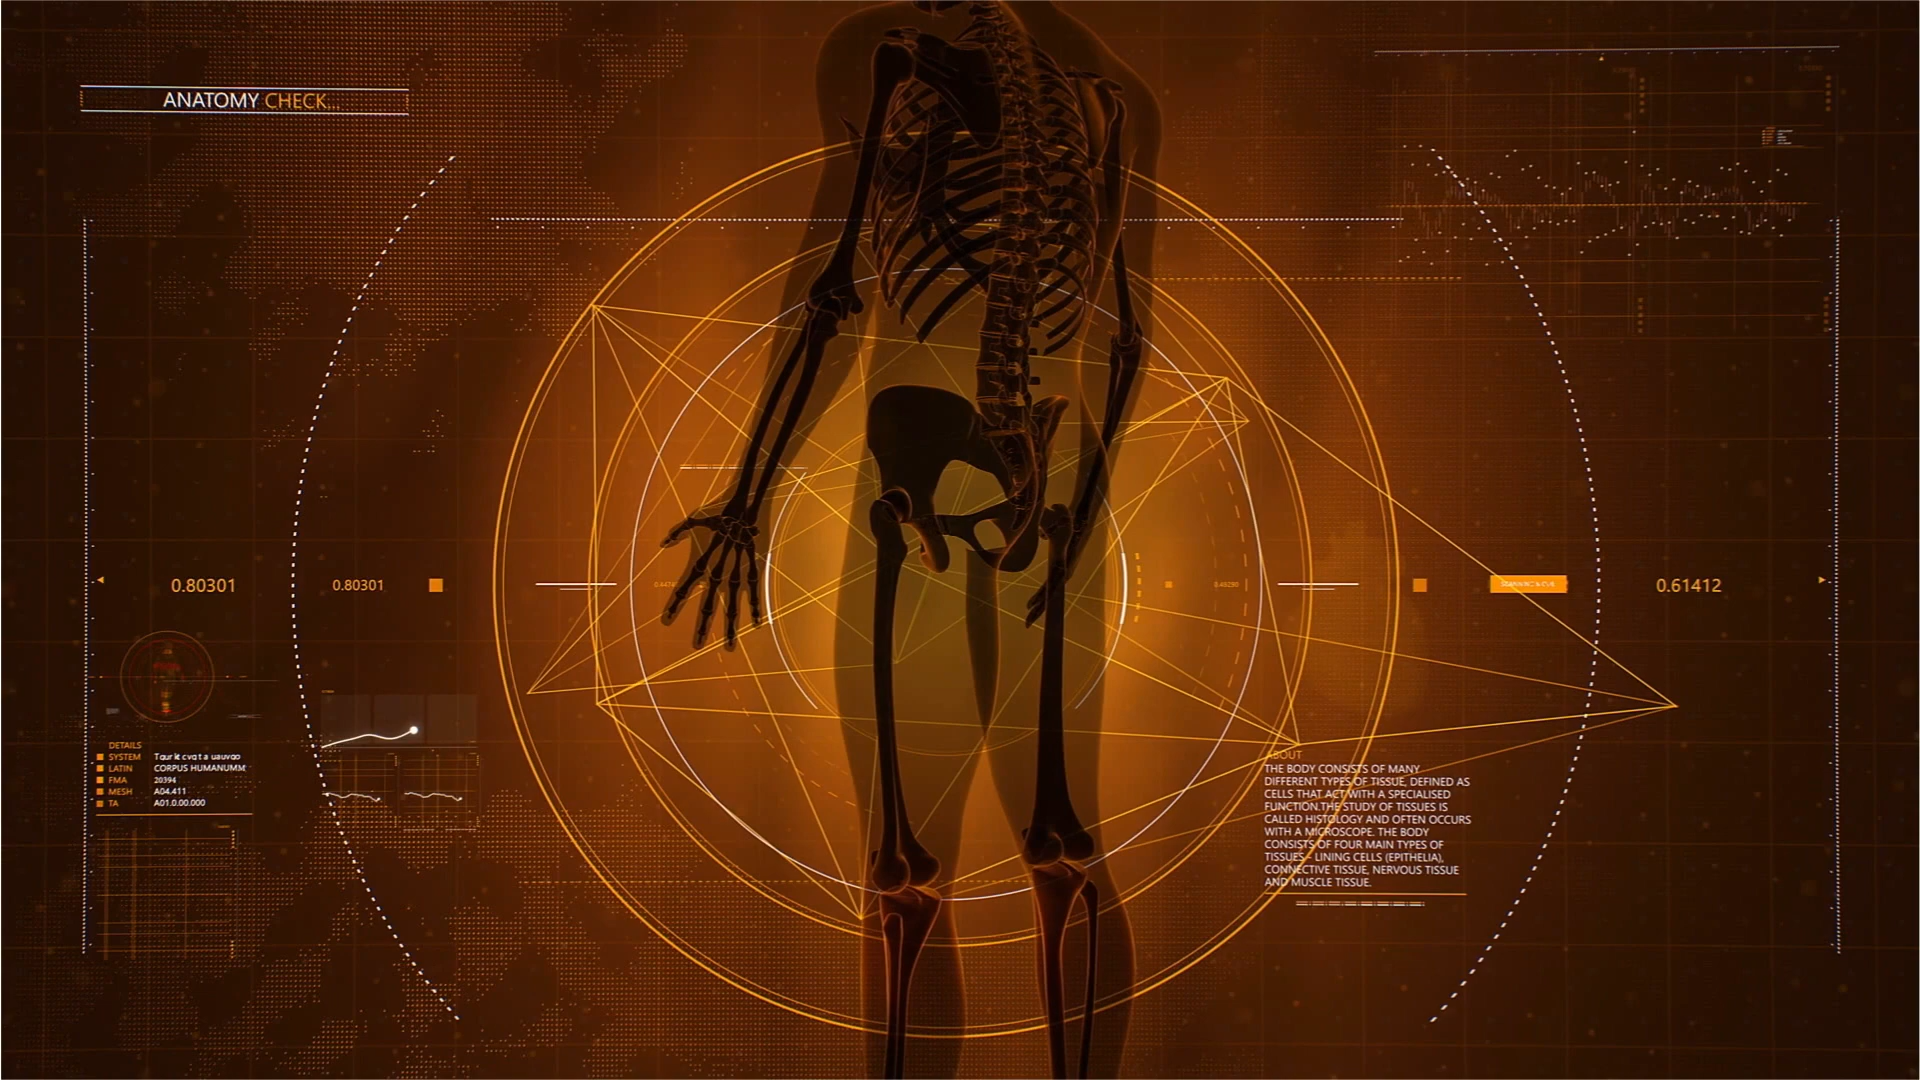 ANATOMY CHECK...
0.80301
0.80301
0.61412
DETAILS
SYSTEM
LATIN CORPUS HUMANUMM
FMA 20394
MESH A04.411
TA A01.0.00.000
ABOUT
THE BODY CONSISTS OF MANY
DIFFERENT TYPES OF TISSUE, DEFINED AS
CELLS THAT ACT WITH A SPECIALISED
FUNCTION.THE STUDY OF TISSUES IS
CALLED HISTOLOGY AND OFTEN OCCURS
WITH A MICROSCOPE. THE BODY
CONSISTS OF FOUR MAIN TYPES OF
TISSUES - LINING CELLS (EPITHELIA),
CONNECTIVE TISSUE, NERVOUS TISSUE
AND MUSCLE TISSUE.